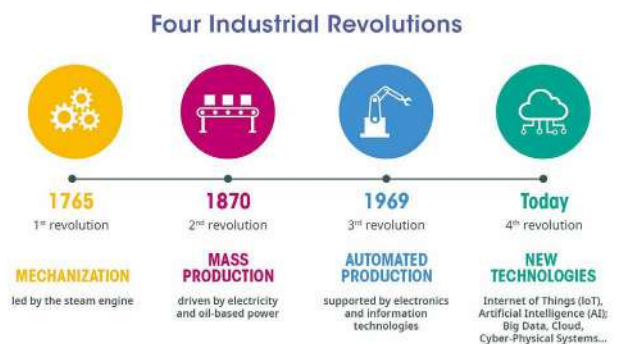 Four Industrial Revolutions
1765
1st revolution
MECHANIZATION
led by the steam engine
1870
2nd revolution
MASS
PRODUCTION
driven by electricity
and oil-based power
1969
3rd revolution
AUTOMATED
PRODUCTION
supported by electronics
and information
technologies
Today
4th revolution
NEW
TECHNOLOGIES
Internet of Things (IoT),
Artificial Intelligence (AI);
Big Data, Cloud,
Cyber-Physical Systems...